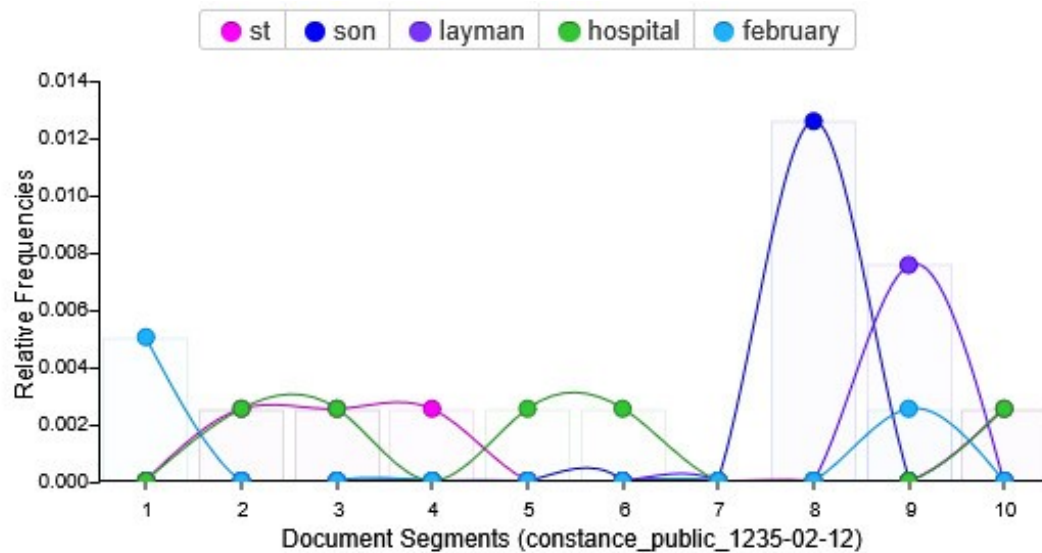 st son layman hospital february
0.014
0.012
0.010
0.008
0.006
0.004
0.002
0.000
Relative Frequencies
1 2 3 4 5 6 7 8 9 10
Document Segments (constance_public_1235-02-12)